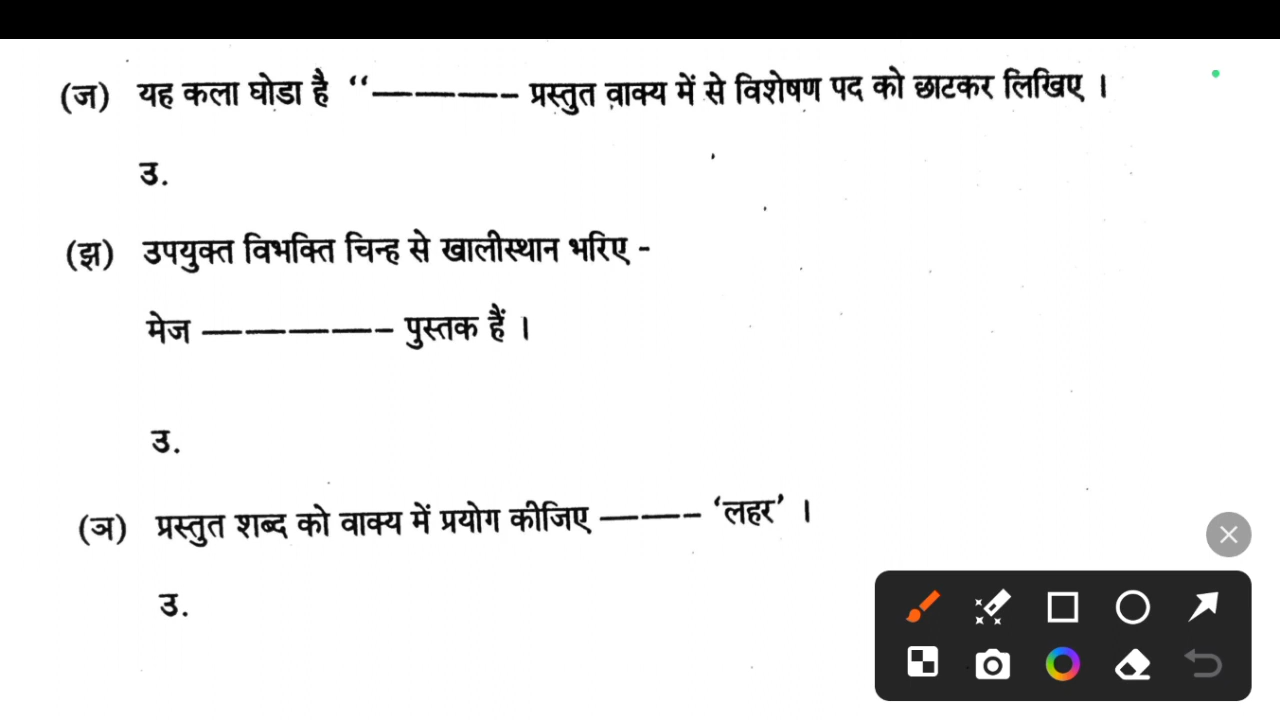 (ज) यह कला घोडा है “ ————– प्रस्तुत वाक्य में से विशेषण पद को छाटकर लिखिए ।
उ.
(झ) उपयुक्त विभक्ति चिन्ह से खालीस्थान भरिए -
मेज ————– पुस्तक हैं ।
उ.
(ञ) प्रस्तुत शब्द को वाक्य में प्रयोग कीजिए ——– ‘लहर’ ।
उ.